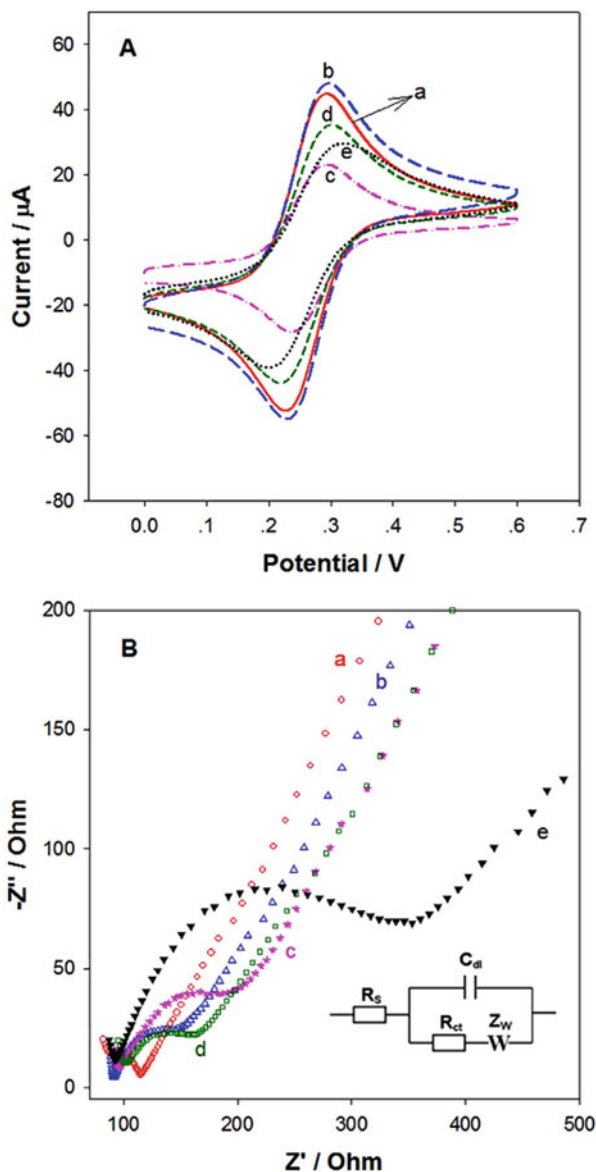 A
60
40
20
0
-20
-40
-60
-80
Current / µA
b
a
d
e
c
0.0 .1 .2 .3 .4 .5 .6 .7
Potential / V
B
200
150
100
50
0
-Z'' / Ohm
a
b
e
c
d
Cdl
Rs
Rct Zw
W
100 200 300 400 500
Z' / Ohm